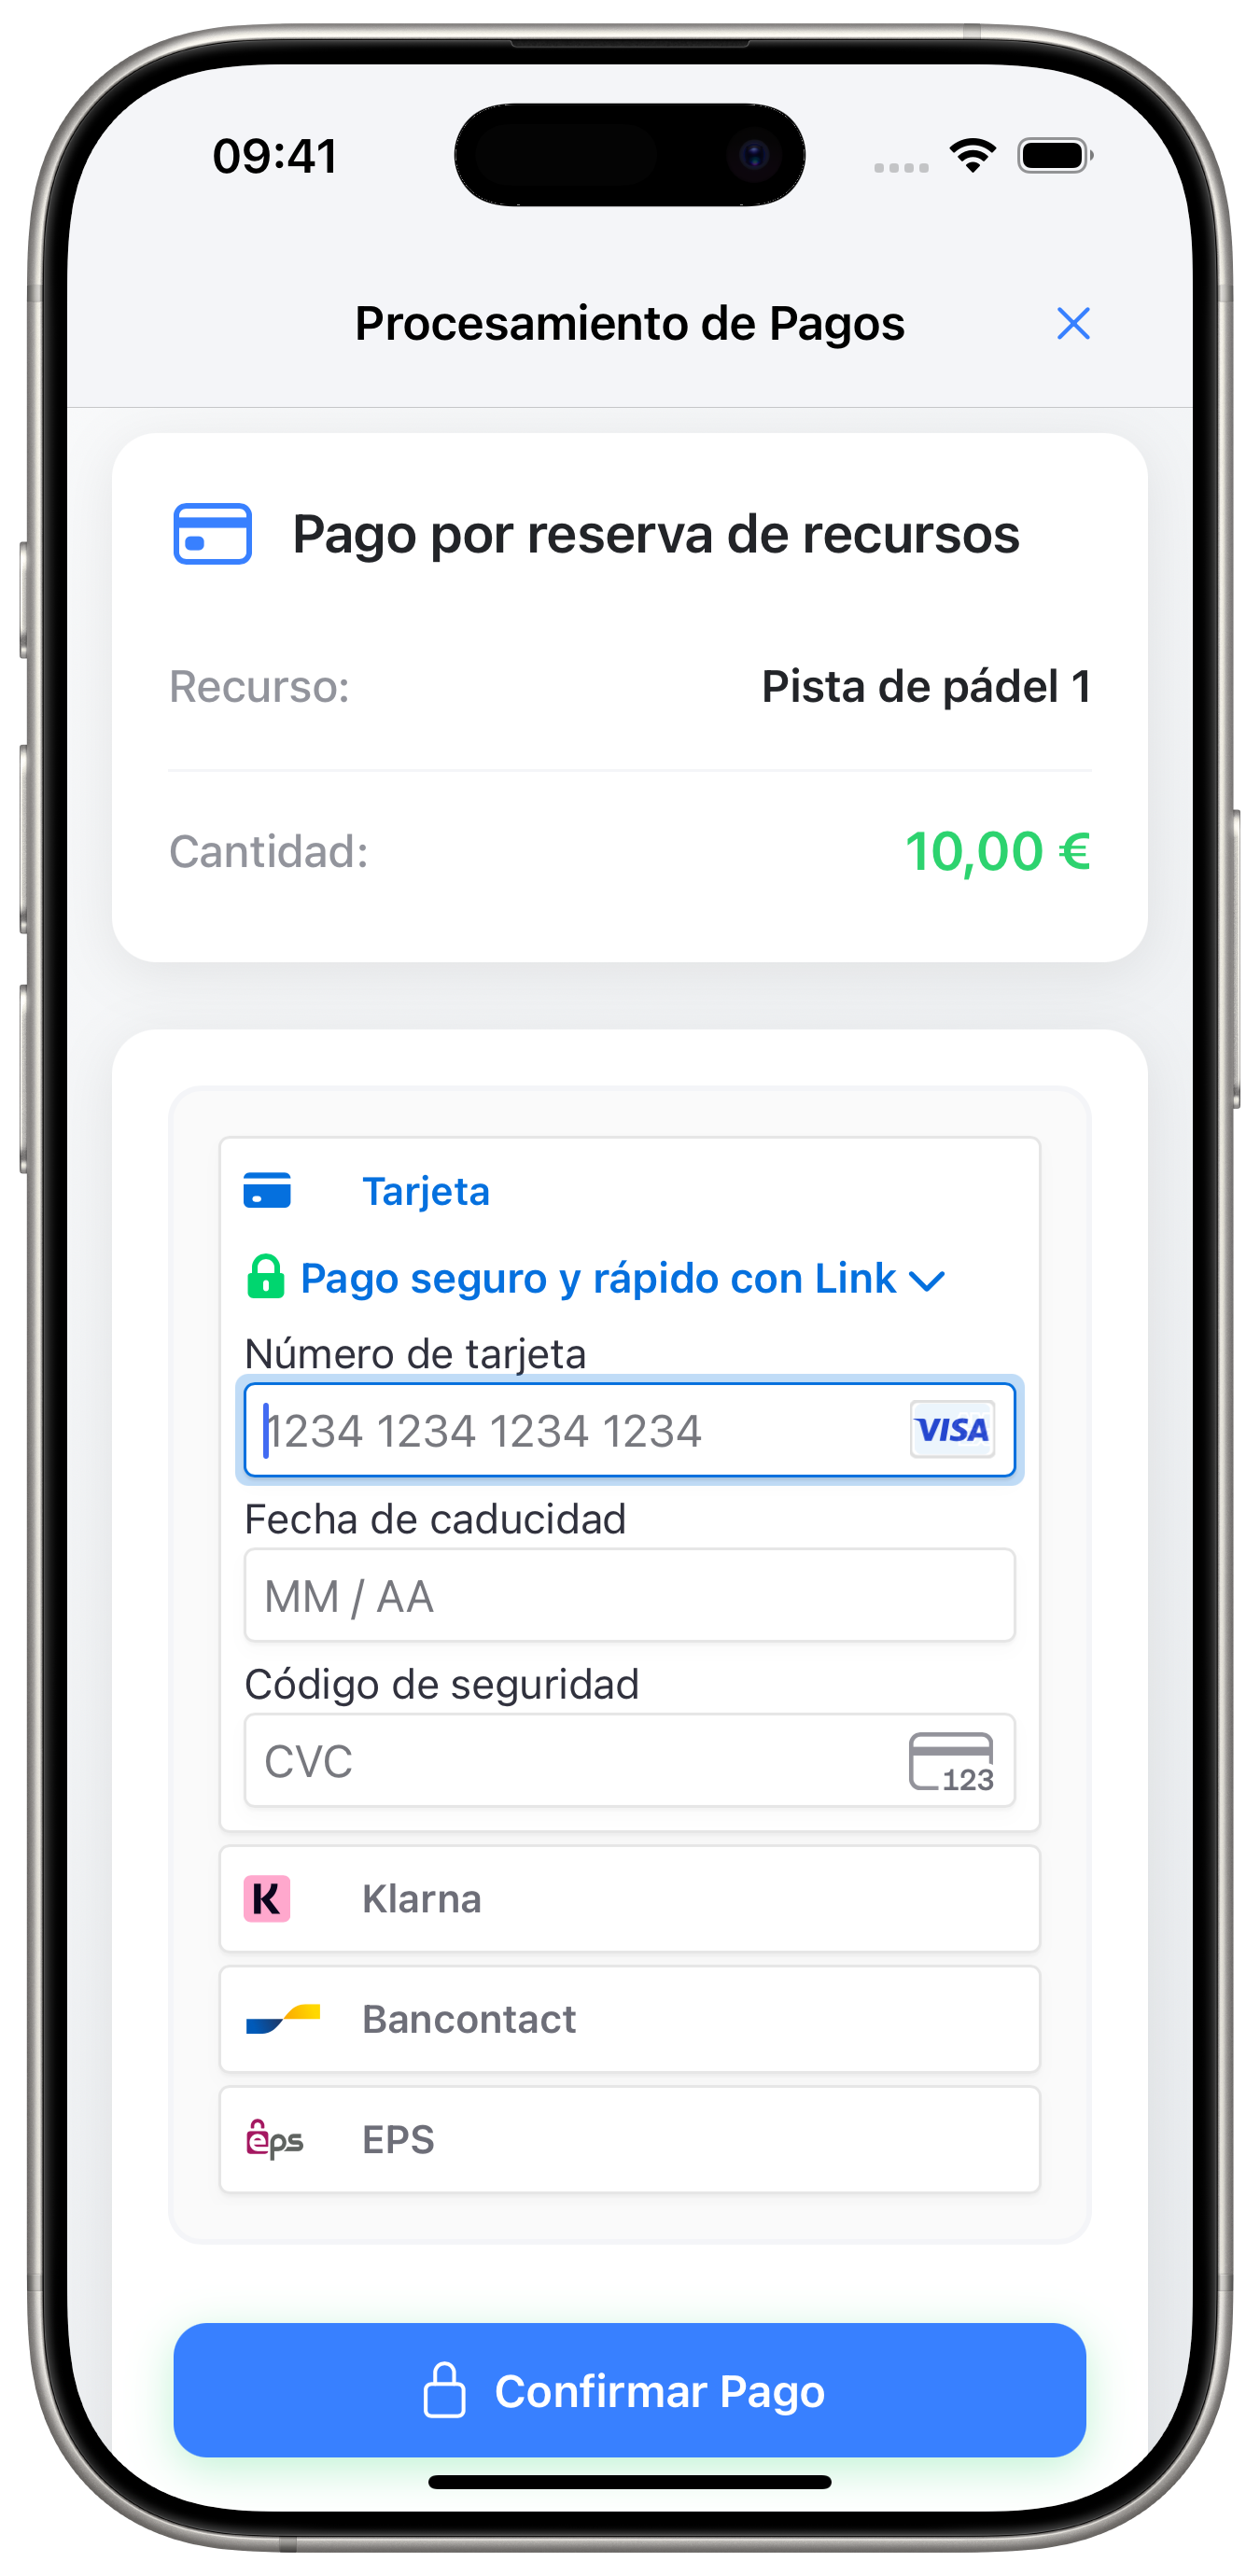 09:41
Procesamiento de Pagos
Pago por reserva de recursos
Recurso: Pista de pádel 1
Cantidad: 10,00 €
Tarjeta
Pago seguro y rápido con Link
Número de tarjeta
1234 1234 1234 1234 VISA
Fecha de caducidad
MM / AA
Código de seguridad
CVC 123
K Klarna
Bancontact
eps EPS
Confirmar Pago